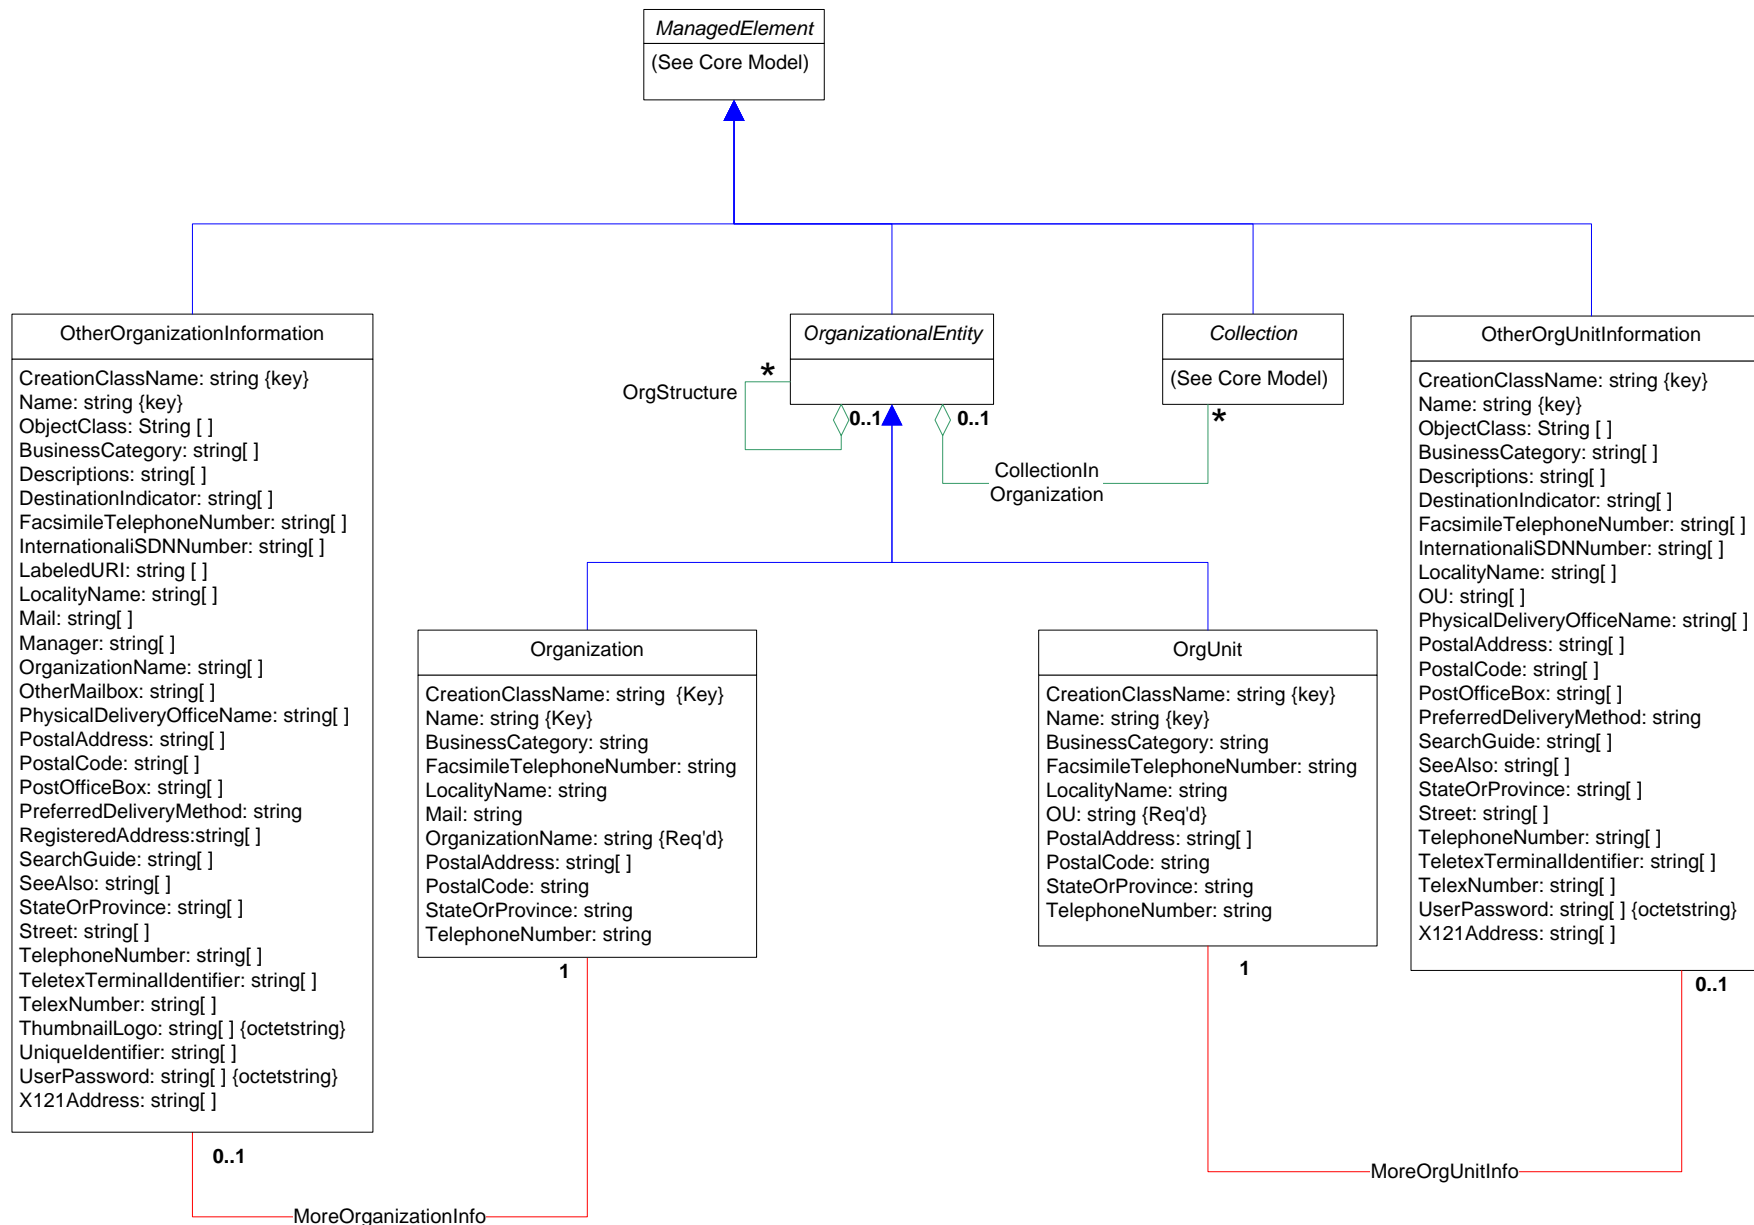 ManagedElement
(See Core Model)
OtherOrganizationInformation
CreationClassName: string {key}
Name: string {key}
ObjectClass: String [ ]
BusinessCategory: string[ ]
Descriptions: string[ ]
DestinationIndicator: string[ ]
FacsimileTelephoneNumber: string[ ]
InternationaliSDNNumber: string[ ]
LabeledURI: string [ ]
LocalityName: string[ ]
Mail: string[ ]
Manager: string[ ]
OrganizationName: string[ ]
OtherMailbox: string[ ]
PhysicalDeliveryOfficeName: string[ ]
PostalAddress: string[ ]
PostalCode: string[ ]
PostOfficeBox: string[ ]
PreferredDeliveryMethod: string
RegisteredAddress:string[ ]
SearchGuide: string[ ]
SeeAlso: string[ ]
StateOrProvince: string[ ]
Street: string[ ]
TelephoneNumber: string[ ]
TeletexTerminalIdentifier: string[ ]
TelexNumber: string[ ]
ThumbnailLogo: string[ ] {octetstring}
UniqueIdentifier: string[ ]
UserPassword: string[ ] {octetstring}
X121Address: string[ ]
0..1
MoreOrganizationInfo
OrganizationalEntity
*
OrgStructure
0..1
0..1
CollectionIn
Organization
Collection
(See Core Model)
*
Organization
CreationClassName: string  {Key}
Name: string {Key}
BusinessCategory: string
FacsimileTelephoneNumber: string
LocalityName: string
Mail: string
OrganizationName: string {Req'd}
PostalAddress: string[ ]
PostalCode: string
StateOrProvince: string
TelephoneNumber: string
1
OrgUnit
CreationClassName: string {key}
Name: string {key}
BusinessCategory: string
FacsimileTelephoneNumber: string
LocalityName: string
OU: string {Req'd}
PostalAddress: string[ ]
PostalCode: string
StateOrProvince: string
TelephoneNumber: string
1
OtherOrgUnitInformation
CreationClassName: string {key}
Name: string {key}
ObjectClass: String [ ]
BusinessCategory: string[ ]
Descriptions: string[ ]
DestinationIndicator: string[ ]
FacsimileTelephoneNumber: string[ ]
InternationaliSDNNumber: string[ ]
LocalityName: string[ ]
OU: string[ ]
PhysicalDeliveryOfficeName: string[ ]
PostalAddress: string[ ]
PostalCode: string[ ]
PostOfficeBox: string[ ]
PreferredDeliveryMethod: string
SearchGuide: string[ ]
SeeAlso: string[ ]
StateOrProvince: string[ ]
Street: string[ ]
TelephoneNumber: string[ ]
TeletexTerminalIdentifier: string[ ]
TelexNumber: string[ ]
UserPassword: string[ ] {octetstring}
X121Address: string[ ]
0..1
MoreOrgUnitInfo